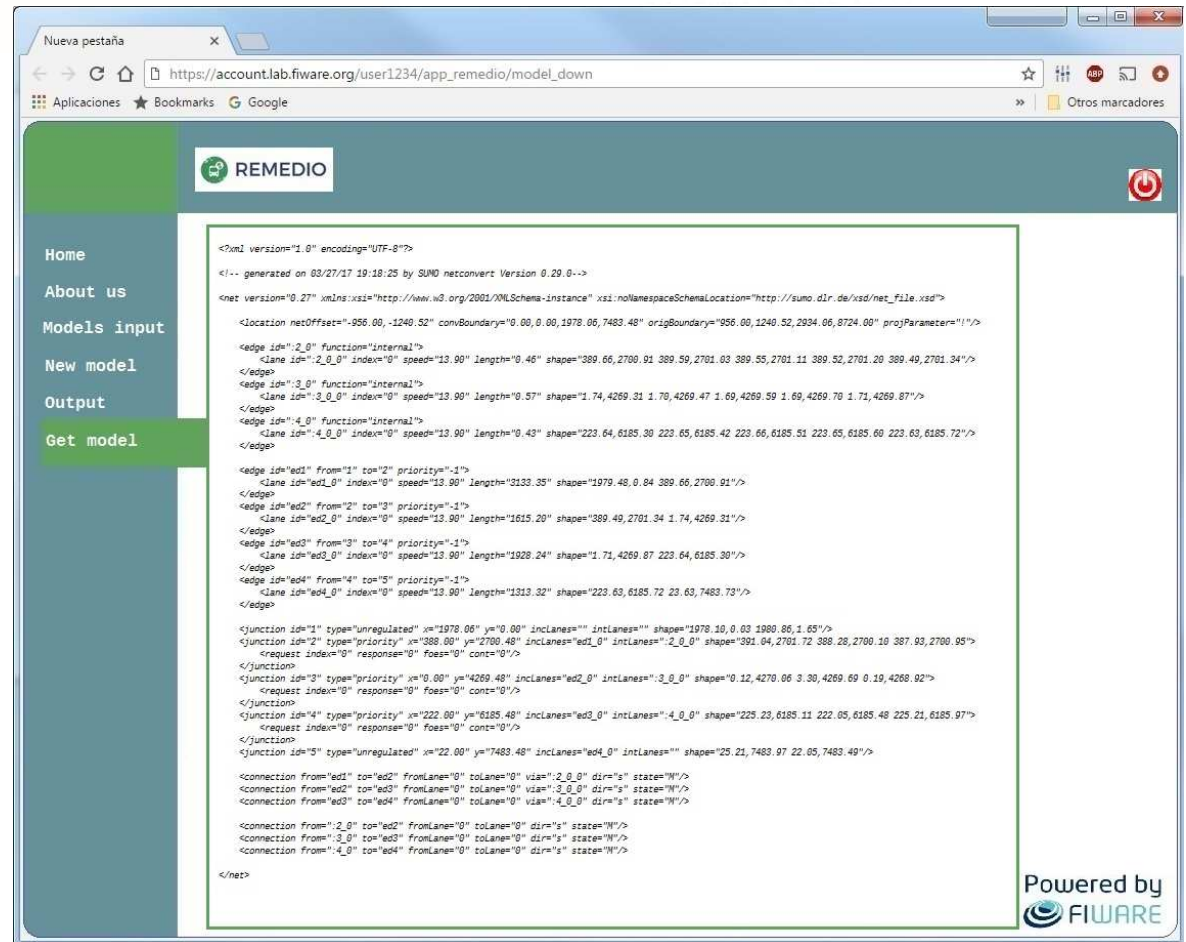 Nueva pestaña
https://account.lab.fiware.org/user1234/app_remedio/model_down
ABP
Aplicaciones Bookmarks G Google » Otros marcadores
REMEDIO
Home
About us
Models input
New model
Output
Get model
<?xml version="1.0" encoding="UTF-8"?>
<!-- generated on 03/27/17 19:18:25 by SUMO netconvert Version 0.29.0-->
<net version="0.27" xmlns:xsi="http://www.w3.org/2001/XMLSchema-instance" xsi:noNamespaceSchemaLocation="http://sumo.dlr.de/xsd/net_file.xsd">
<location netOffset="-956.00,-1240.52" convBoundary="0.00,0.00,1978.06,7483.48" origBoundary="956.00,1240.52,2934.06,8724.00" projParameter="!"/>
<edge id=":2_0" function="internal">
<lane id=":2_0_0" index="0" speed="13.90" length="0.46" shape="389.66,2700.91 389.59,2701.03 389.55,2701.11 389.52,2701.20 389.49,2701.34"/>
</edge>
<edge id=":3_0" function="internal">
<lane id=":3_0_0" index="0" speed="13.90" length="0.57" shape="1.74,4269.31 1.70,4269.47 1.69,4269.59 1.69,4269.70 1.71,4269.87"/>
</edge>
<edge id=":4_0" function="internal">
<lane id=":4_0_0" index="0" speed="13.90" length="0.43" shape="223.64,6185.30 223.65,6185.42 223.66,6185.51 223.65,6185.60 223.63,6185.72"/>
</edge>
<edge id="ed1" from="1" to="2" priority="-1">
<lane id="ed1_0" index="0" speed="13.90" length="3133.35" shape="1979.48,0.84 389.66,2700.91"/>
</edge>
<edge id="ed2" from="2" to="3" priority="-1">
<lane id="ed2_0" index="0" speed="13.90" length="1615.20" shape="389.49,2701.34 1.74,4269.31"/>
</edge>
<edge id="ed3" from="3" to="4" priority="-1">
<lane id="ed3_0" index="0" speed="13.90" length="1928.24" shape="1.71,4269.87 223.64,6185.30"/>
</edge>
<edge id="ed4" from="4" to="5" priority="-1">
<lane id="ed4_0" index="0" speed="13.90" length="1313.32" shape="223.63,6185.72 23.63,7483.73"/>
</edge>
<junction id="1" type="unregulated" x="1978.06" y="0.00" incLanes="" intLanes="" shape="1978.10,0.03 1980.86,1.65"/>
<junction id="2" type="priority" x="388.00" y="2700.48" incLanes="ed1_0" intLanes=":2_0_0" shape="391.04,2701.72 388.28,2700.10 387.93,2700.95">
<request index="0" response="0" foes="0" cont="0"/>
</junction>
<junction id="3" type="priority" x="0.00" y="4269.48" incLanes="ed2_0" intLanes=":3_0_0" shape="0.12,4270.06 3.30,4269.69 0.19,4268.92">
<request index="0" response="0" foes="0" cont="0"/>
</junction>
<junction id="4" type="priority" x="222.00" y="6185.48" incLanes="ed3_0" intLanes=":4_0_0" shape="225.23,6185.11 222.05,6185.48 225.21,6185.97">
<request index="0" response="0" foes="0" cont="0"/>
</junction>
<junction id="5" type="unregulated" x="22.00" y="7483.48" incLanes="ed4_0" intLanes="" shape="25.21,7483.97 22.05,7483.49"/>
<connection from="ed1" to="ed2" fromLane="0" toLane="0" via=":2_0_0" dir="s" state="M"/>
<connection from="ed2" to="ed3" fromLane="0" toLane="0" via=":3_0_0" dir="s" state="M"/>
<connection from="ed3" to="ed4" fromLane="0" toLane="0" via=":4_0_0" dir="s" state="M"/>
<connection from=":2_0" to="ed2" fromLane="0" toLane="0" dir="s" state="M"/>
<connection from=":3_0" to="ed3" fromLane="0" toLane="0" dir="s" state="M"/>
<connection from=":4_0" to="ed4" fromLane="0" toLane="0" dir="s" state="M"/>
</net>
Powered by
FIWARE